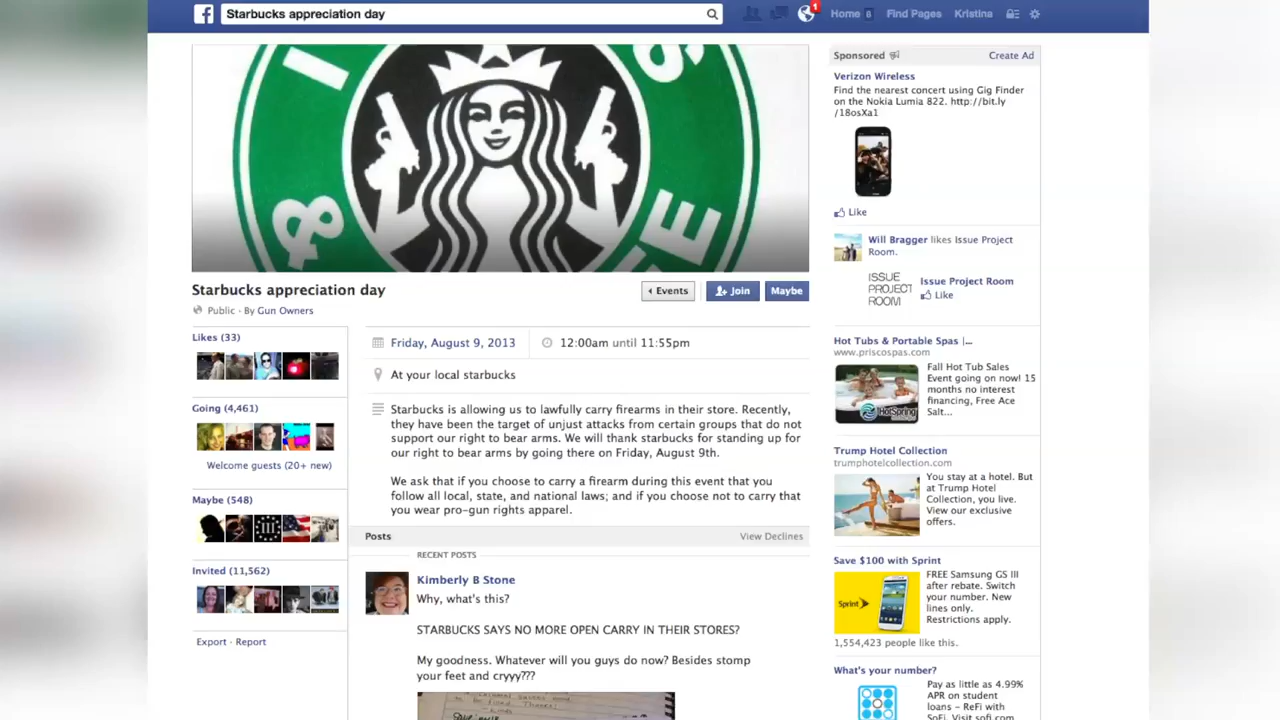 Starbucks appreciation day
1
Home 8
Find Pages
Kristina
I
&
Starbucks appreciation day
Events
Join
Maybe
Public · By Gun Owners
Likes (33)
Going (4,461)
Welcome guests (20+ new)
Maybe (548)
Invited (11,562)
Export · Report
Friday, August 9, 2013
12:00am until 11:55pm
At your local starbucks
Starbucks is allowing us to lawfully carry firearms in their store. Recently,
they have been the target of unjust attacks from certain groups that do not
support our right to bear arms. We will thank starbucks for standing up for
our right to bear arms by going there on Friday, August 9th.
We ask that if you choose to carry a firearm during this event that you
follow all local, state, and national laws; and if you choose not to carry that
you wear pro-gun rights apparel.
Posts
View Declines
RECENT POSTS
Kimberly B Stone
Why, what's this?
STARBUCKS SAYS NO MORE OPEN CARRY IN THEIR STORES?
My goodness. Whatever will you guys do now? Besides stomp
your feet and cryyy???
Sponsored
Create Ad
Verizon Wireless
Find the nearest concert using Gig Finder
on the Nokia Lumia 822. http://bit.ly
/18osXa1
Like
Will Bragger likes Issue Project
Room.
ISSUE
PROJECT
ROOM
Issue Project Room
Like
Hot Tubs & Portable Spas |...
www.priscospas.com
HotSpring
Fall Hot Tub Sales
Event going on now! 15
months no interest
financing, Free Ace
Salt...
Trump Hotel Collection
trumphotelcollection.com
You stay at a hotel. But
at Trump Hotel
Collection, you live.
View our exclusive
offers.
Save $100 with Sprint
Sprint
FREE Samsung GS III
after rebate. Switch
your number. New
lines only.
Restrictions apply.
1,554,423 people like this.
What's your number?
Pay as little as 4.99%
APR on student
loans – ReFi with
SoFi. Visit sofi.com